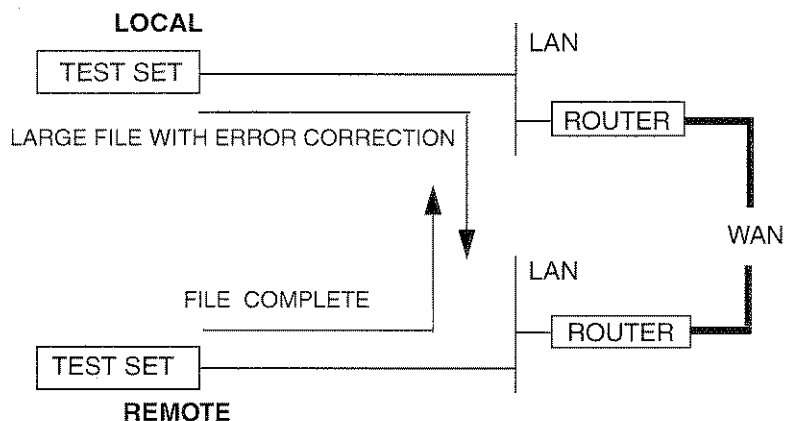 LOCAL
LAN
TEST SET
ROUTER
LARGE FILE WITH ERROR CORRECTION
WAN
LAN
FILE COMPLETE
ROUTER
TEST SET
REMOTE